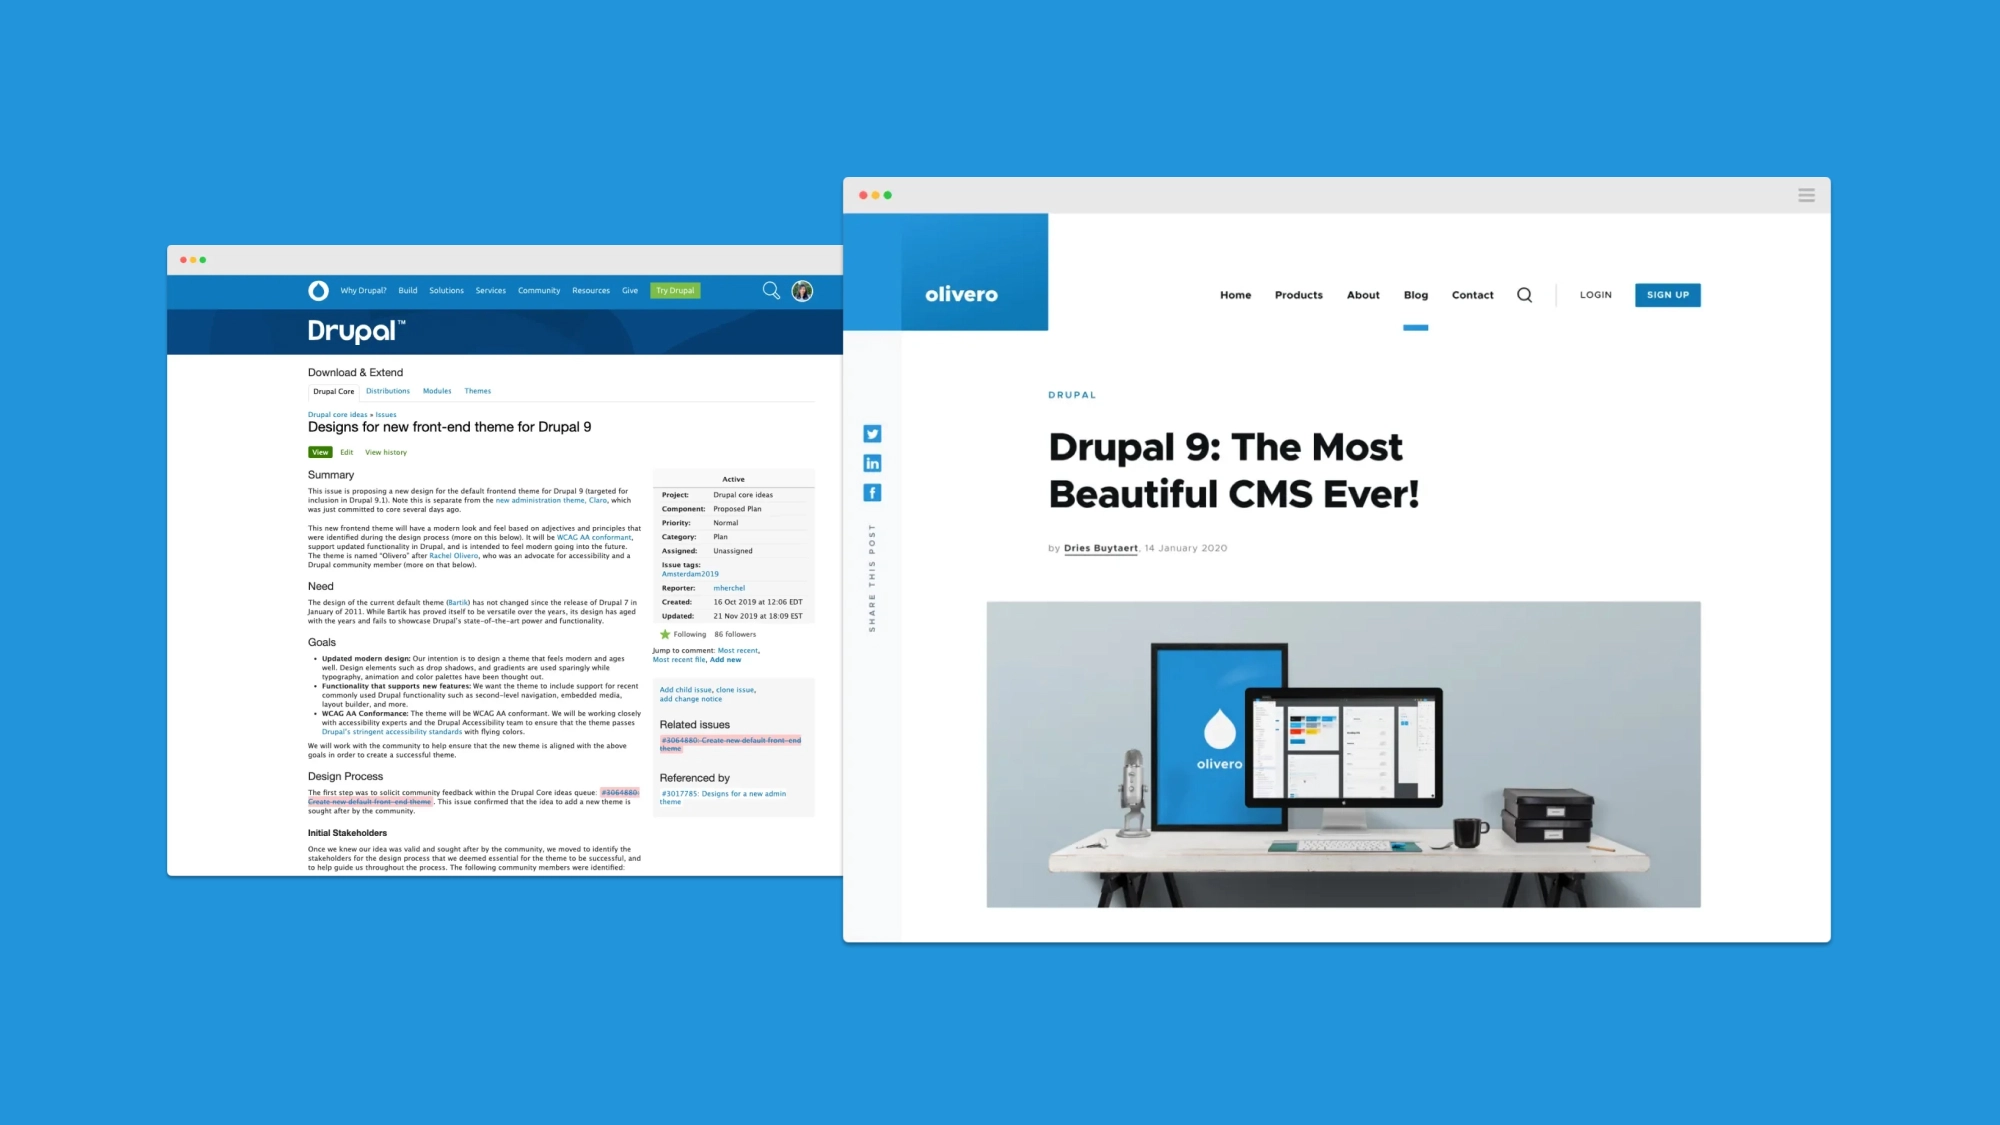 Why Drupal?
Build
Solutions
Services
Community
Resources
Give
Try Drupal
Drupal™
Download & Extend
Drupal Core
Distributions
Modules
Themes
Drupal core ideas » Issues
Designs for new front-end theme for Drupal 9
View
Edit
View history
Summary
This issue is proposing a new design for the default frontend theme for Drupal 9 (targeted for
inclusion in Drupal 9.1). Note this is separate from the new administration theme, Claro, which
was just committed to core several days ago.
This new frontend theme will have a modern look and feel based on adjectives and principles that
were identified during the design process (more on this below). It will be WCAG AA conformant,
support updated functionality in Drupal, and is intended to feel modern going into the future.
The theme is named "Olivero" after Rachel Olivero, who was an advocate for accessibility and a
Drupal community member (more on that below).
Need
The design of the current default theme (Bartik) has not changed since the release of Drupal 7 in
January of 2011. While Bartik has proved itself to be versatile over the years, its design has aged
with the years and fails to showcase Drupal's state-of-the-art power and functionality.
Goals
• Updated modern design: Our intention is to design a theme that feels modern and ages
well. Design elements such as drop shadows, and gradients are used sparingly while
typography, animation and color palettes have been thought out.
• Functionality that supports new features: We want the theme to include support for recent
commonly used Drupal functionality such as second-level navigation, embedded media,
layout builder, and more.
• WCAG AA Conformance: The theme will be WCAG AA conformant. We will be working closely
with accessibility experts and the Drupal Accessibility team to ensure that the theme passes
Drupal's stringent accessibility standards with flying colors.
We will work with the community to help ensure that the new theme is aligned with the above
goals in order to create a successful theme.
Design Process
The first step was to solicit community feedback within the Drupal Core ideas queue: #3064880:
Create new default front-end theme . This issue confirmed that the idea to add a new theme is
sought after by the community.
Initial Stakeholders
Once we knew our idea was valid and sought after by the community, we moved to identify the
stakeholders for the design process that we deemed essential for the theme to be successful, and
to help guide us throughout the process. The following community members were identified:
Active
Project: Drupal core ideas
Component: Proposed Plan
Priority: Normal
Category: Plan
Assigned: Unassigned
Issue tags:
Amsterdam2019
Reporter: mherchel
Created: 16 Oct 2019 at 12:06 EDT
Updated: 21 Nov 2019 at 18:09 EST
Following 86 followers
Jump to comment: Most recent,
Most recent file, Add new
Add child issue, clone issue,
add change notice
Related issues
#3064880: Create new default front-end
theme
Referenced by
#3017785: Designs for a new admin
theme
olivero
Home
Products
About
Blog
Contact
LOGIN
SIGN UP
SHARE THIS POST
DRUPAL
Drupal 9: The Most
Beautiful CMS Ever!
by Dries Buytaert, 14 January 2020
olivero